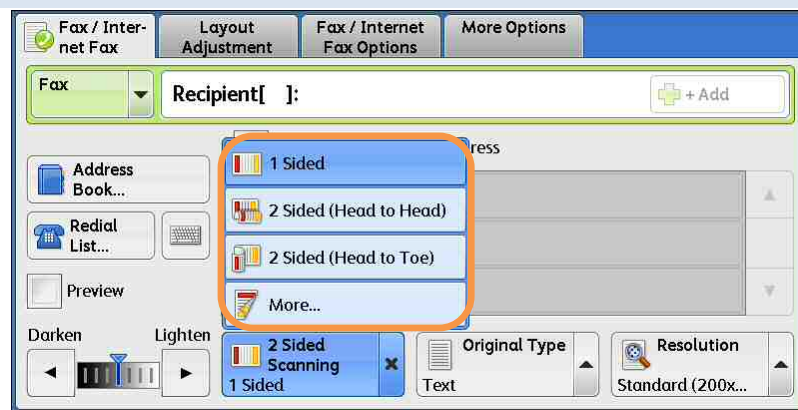 Fax / Inter-
net Fax
Layout
Adjustment
Fax / Internet
Fax Options
More Options
Fax
Recipient[ ]:
+ Add
ress
1 Sided
Address
Book...
2 Sided (Head to Head)
Redial
List...
2 Sided (Head to Toe)
Preview
More...
Darken
Lighten
2 Sided
Scanning
1 Sided
Original Type
Text
Resolution
Standard (200x...